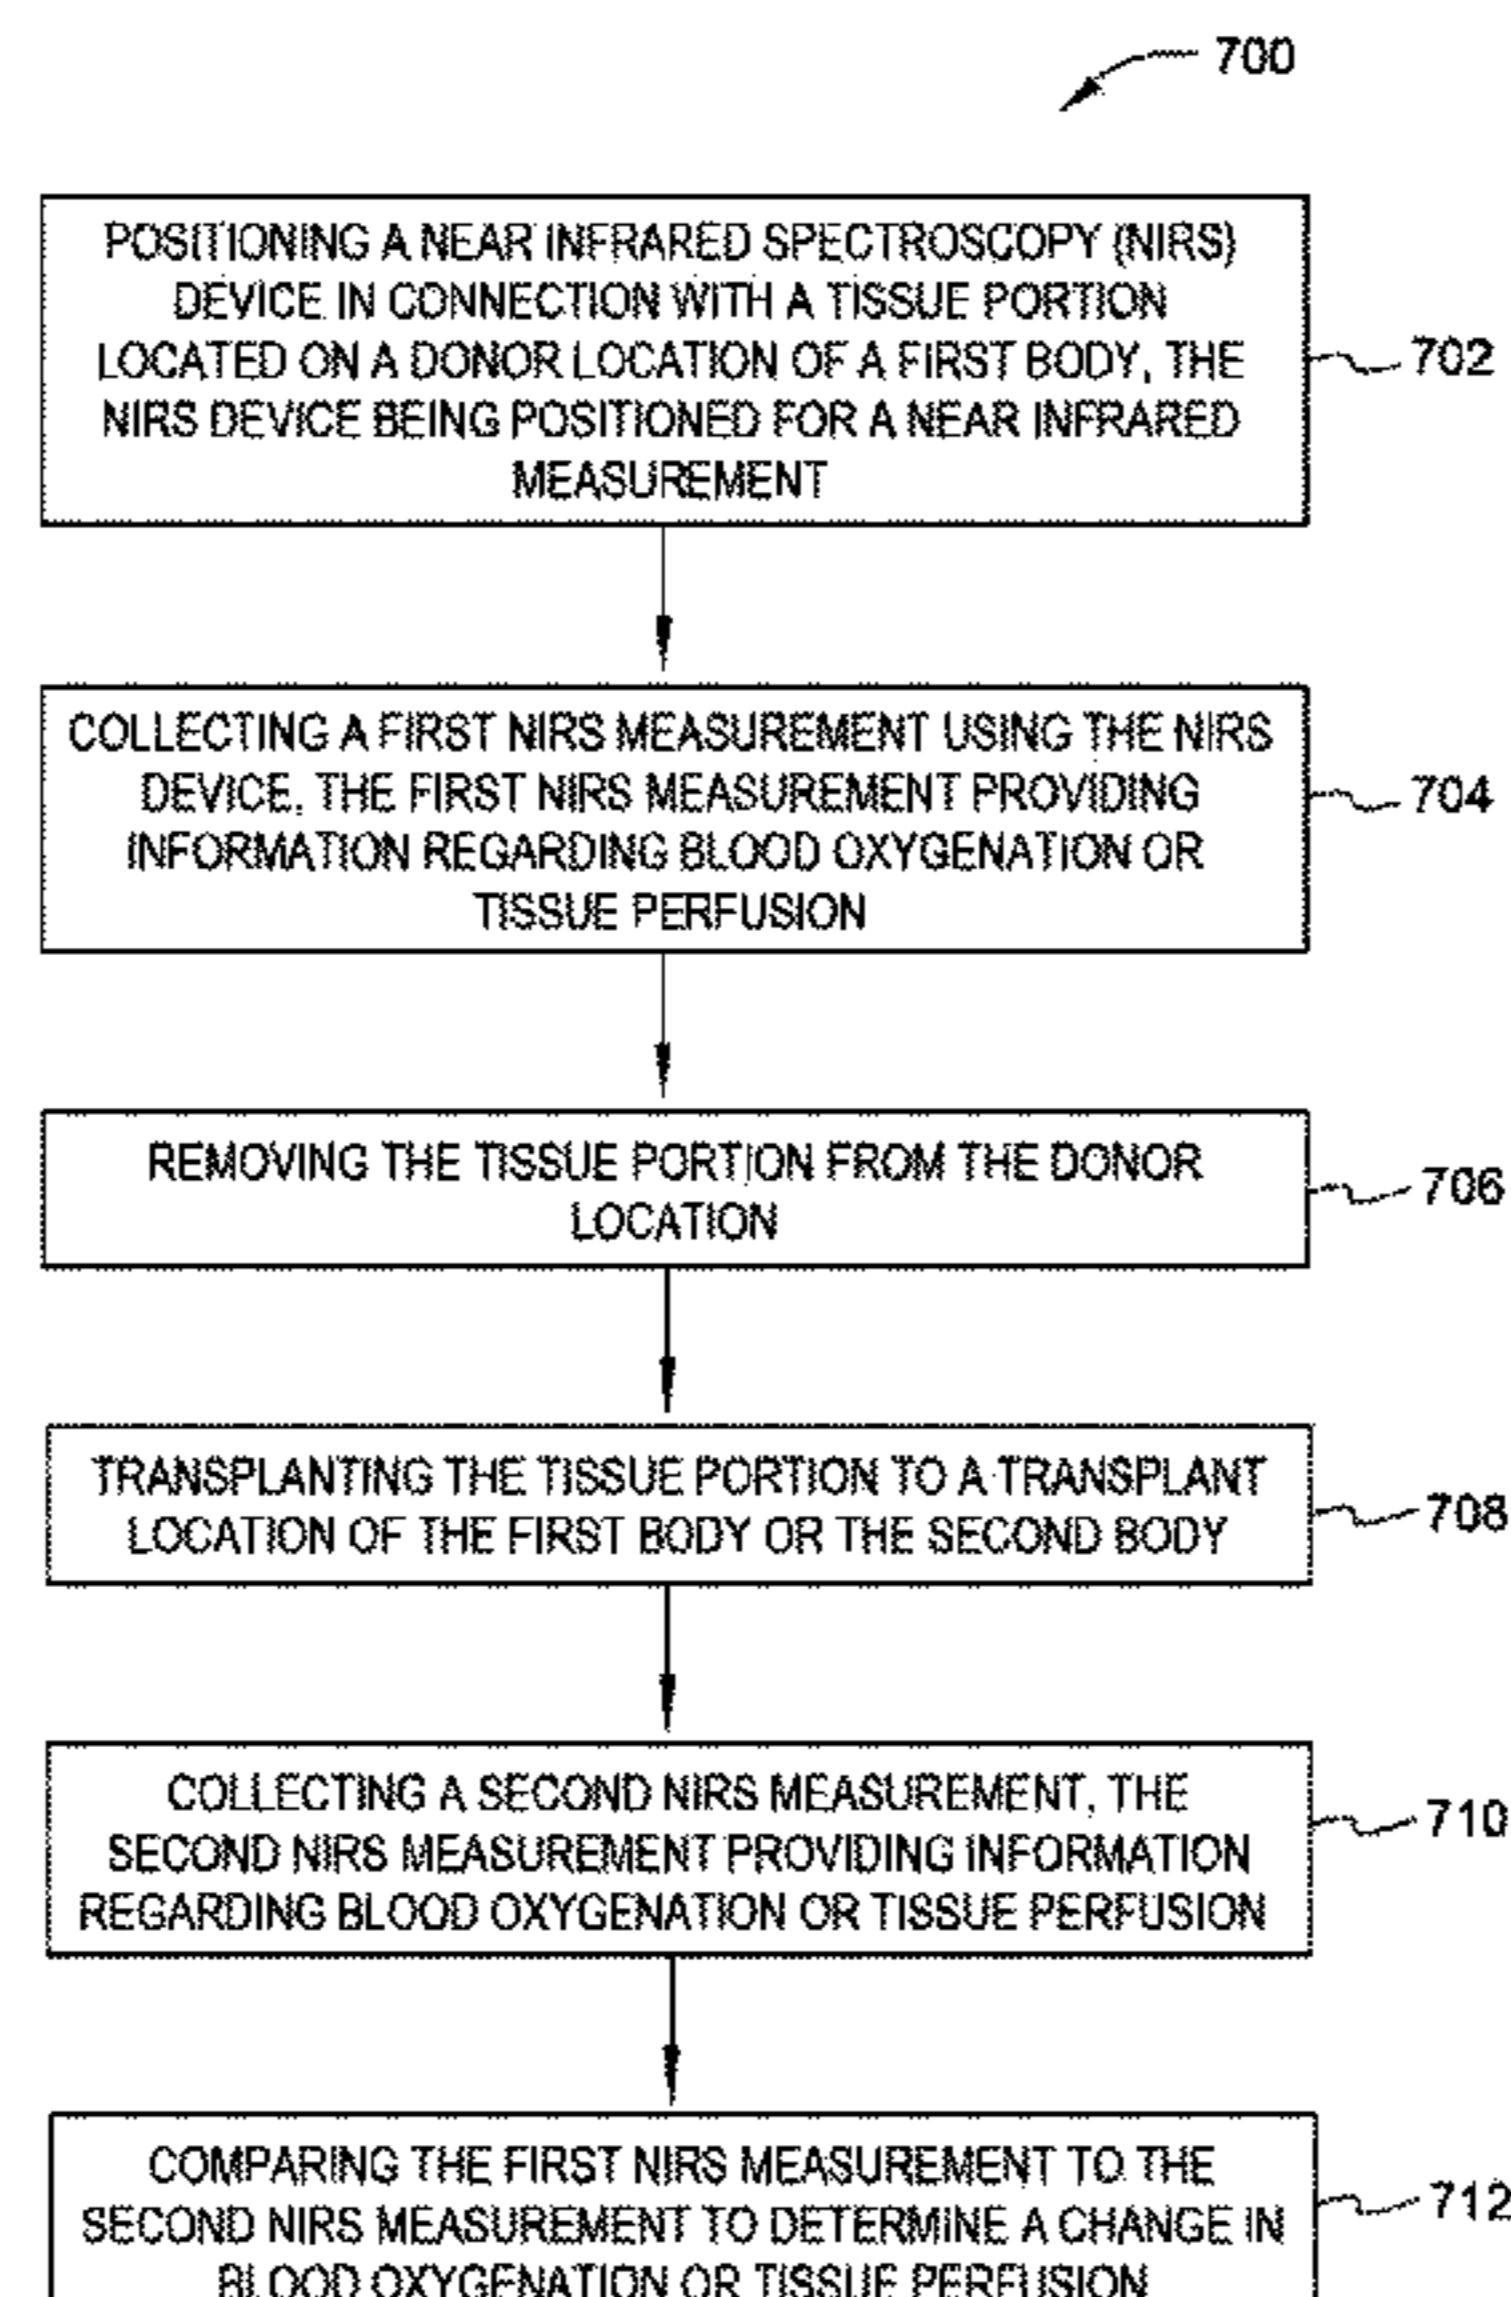 700
POSITIONING A NEAR INFRARED SPECTROSCOPY (NIRS)
DEVICE IN CONNECTION WITH A TISSUE PORTION
LOCATED ON A DONOR LOCATION OF A FIRST BODY, THE
NIRS DEVICE BEING POSITIONED FOR A NEAR INFRARED
MEASUREMENT
702
COLLECTING A FIRST NIRS MEASUREMENT USING THE NIRS
DEVICE, THE FIRST NIRS MEASUREMENT PROVIDING
INFORMATION REGARDING BLOOD OXYGENATION OR
TISSUE PERFUSION
704
REMOVING THE TISSUE PORTION FROM THE DONOR
LOCATION
706
TRANSPLANTING THE TISSUE PORTION TO A TRANSPLANT
LOCATION OF THE FIRST BODY OR THE SECOND BODY
708
COLLECTING A SECOND NIRS MEASUREMENT, THE
SECOND NIRS MEASUREMENT PROVIDING INFORMATION
REGARDING BLOOD OXYGENATION OR TISSUE PERFUSION
710
COMPARING THE FIRST NIRS MEASUREMENT TO THE
SECOND NIRS MEASUREMENT TO DETERMINE A CHANGE IN
BLOOD OXYGENATION OR TISSUE PERFUSION
712